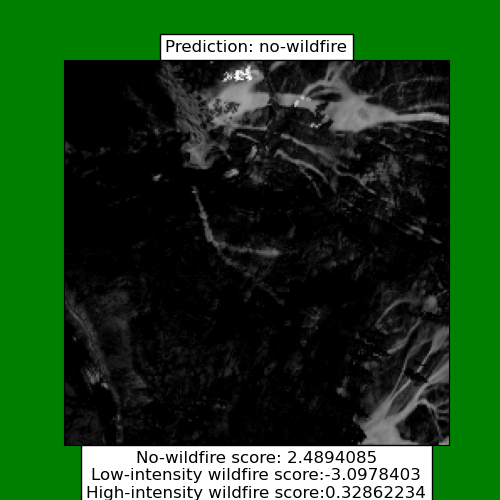 Prediction: no-wildfire
No-wildfire score: 2.4894085
Low-intensity wildfire score:-3.0978403
High-intensity wildfire score:0.32862234